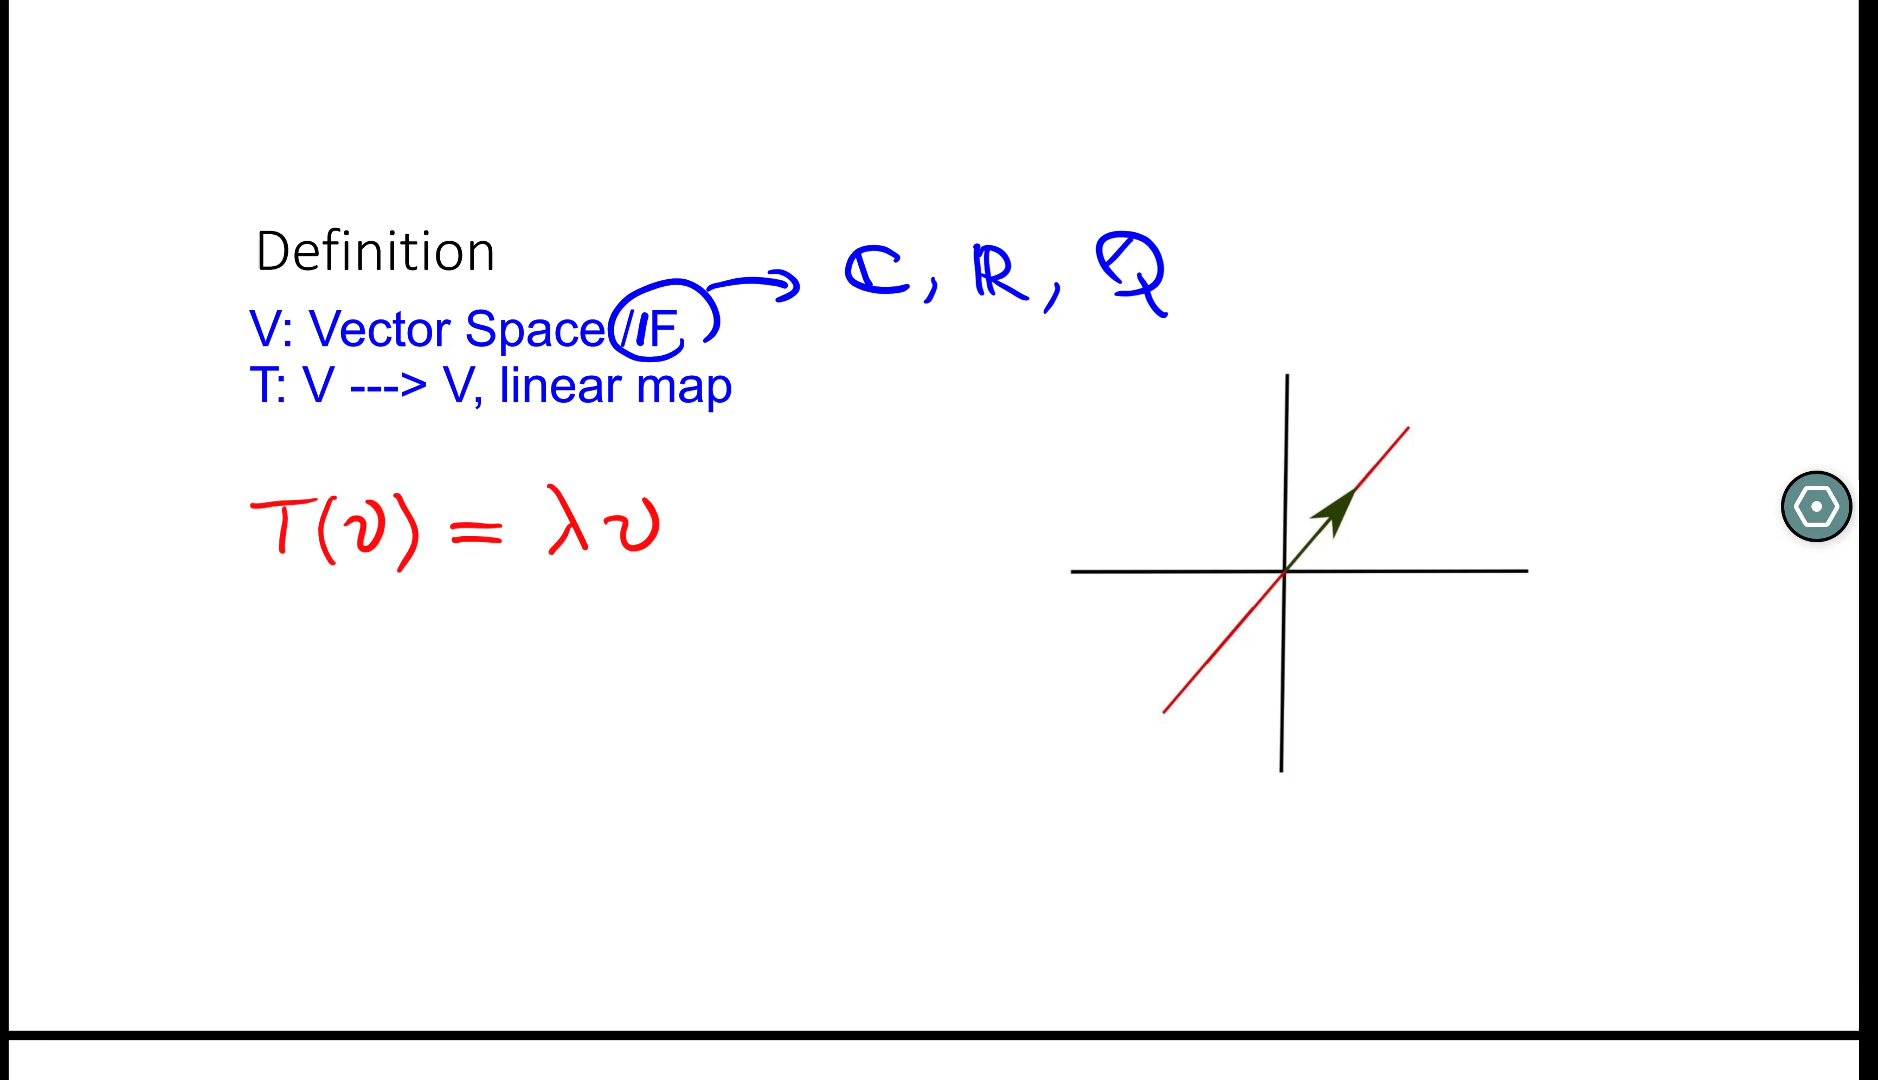 Definition
V: Vector Space /𝔽, → ℂ, ℝ, ℚ
T: V ---> V, linear map
T(v) = λv